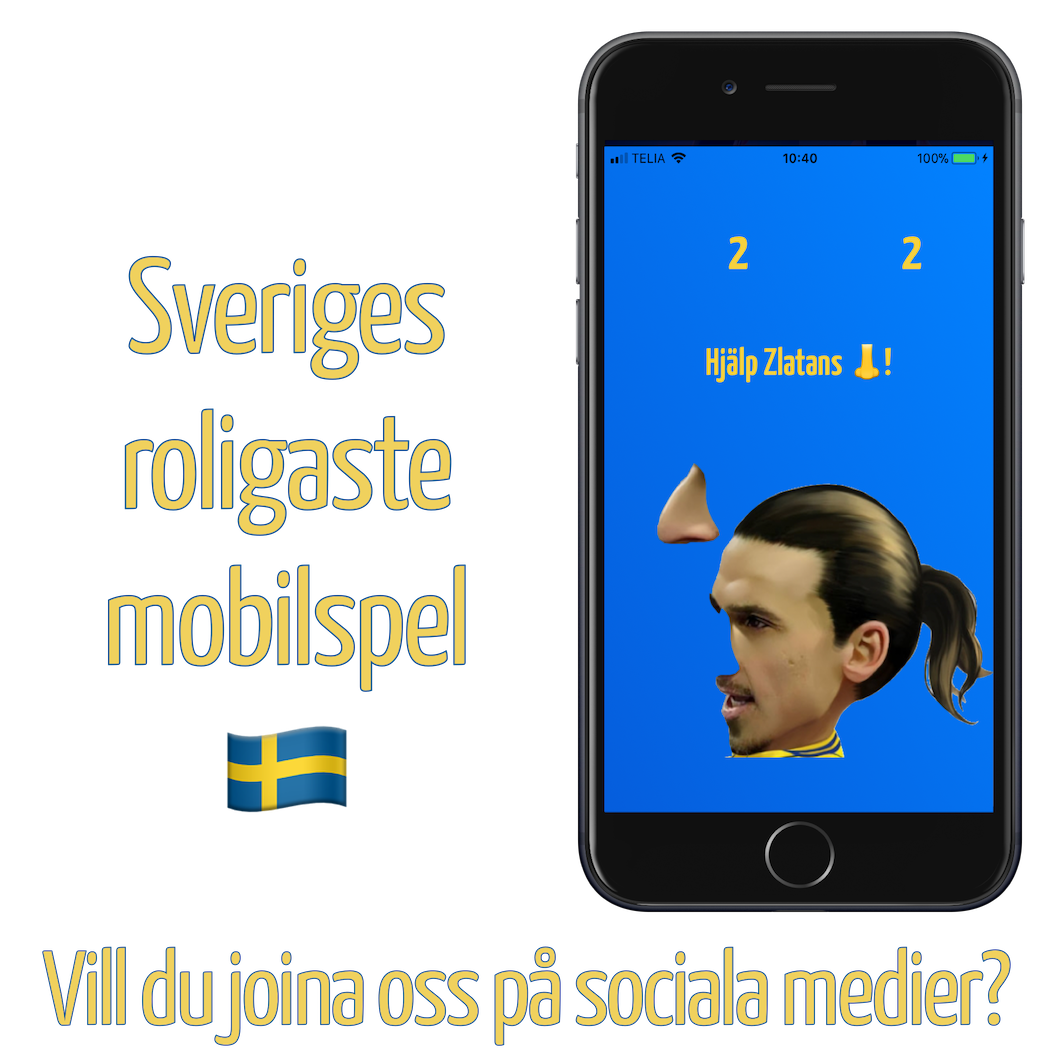 TELIA 10:40 100%
2 2
Hjälp Zlatans 👃!
Sveriges
roligaste
mobilspel
Vill du joina oss på sociala medier?